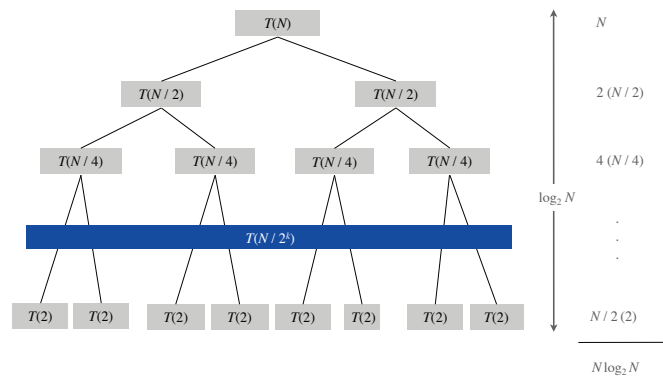 T(N) N
T(N / 2) T(N / 2) 2 (N / 2)
T(N / 4) T(N / 4) T(N / 4) T(N / 4) 4 (N / 4)
log₂ N
.
T(N / 2ᵏ) .
.
T(2) T(2) T(2) T(2) T(2) T(2) T(2) T(2) N / 2 (2)
N log₂ N